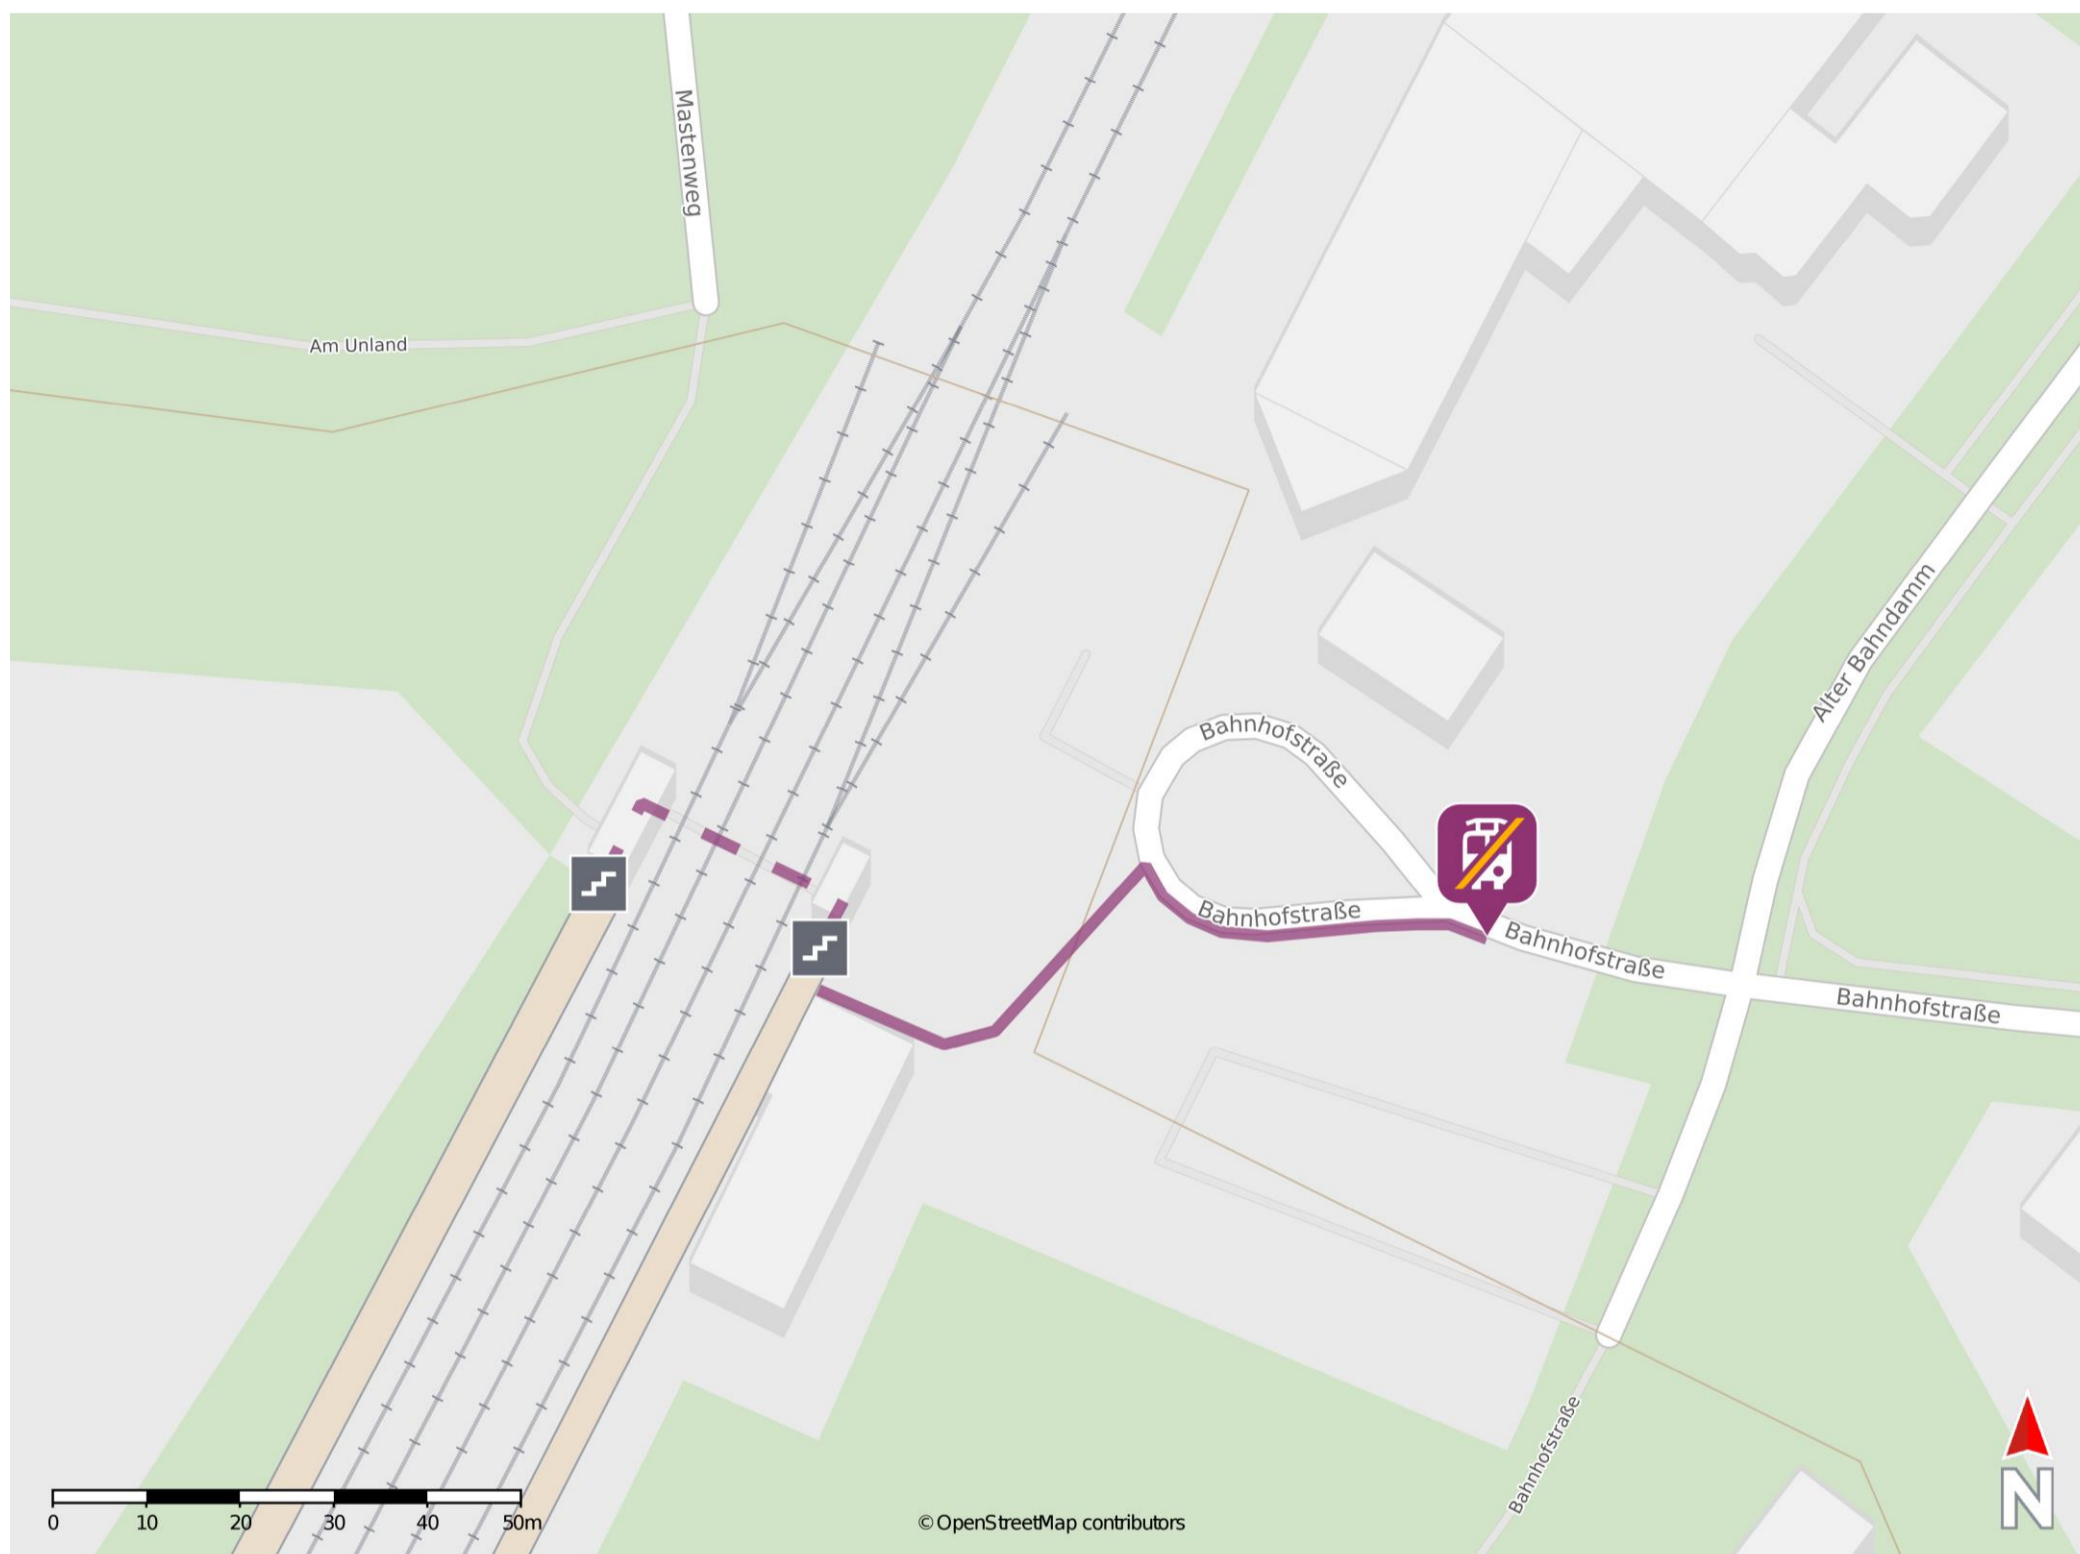 Mastenweg
Am Unland
Alter Bahndamm
Bahnhofstraße
Bahnhofstraße
Bahnhofstraße
Bahnhofstraße
Bahnhofstraße
0 10 20 30 40 50m
© OpenStreetMap contributors
N